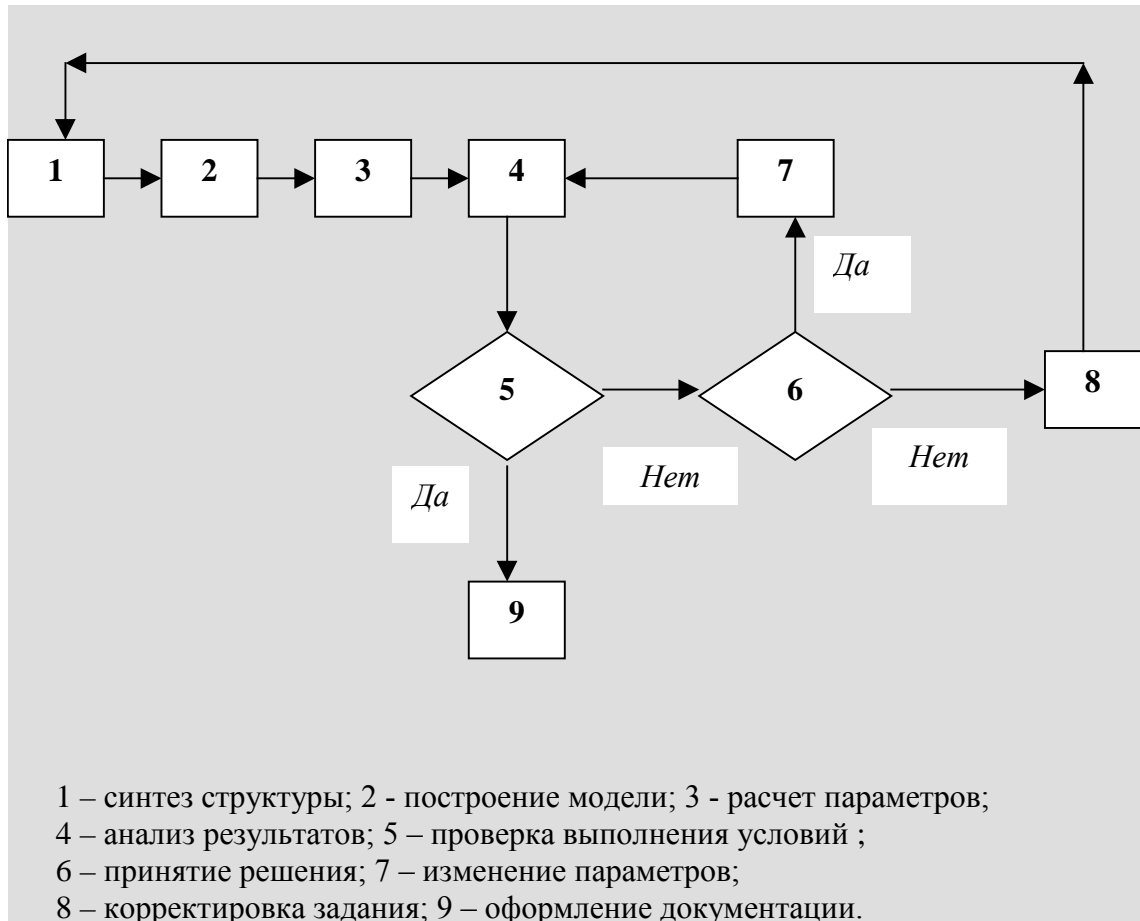 1 2 3 4 7
Да
5 6 8
Да Нет Нет
9
1 – синтез структуры; 2 - построение модели; 3 - расчет параметров;
4 – анализ результатов; 5 – проверка выполнения условий ;
6 – принятие решения; 7 – изменение параметров;
8 – корректировка задания; 9 – оформление документации.